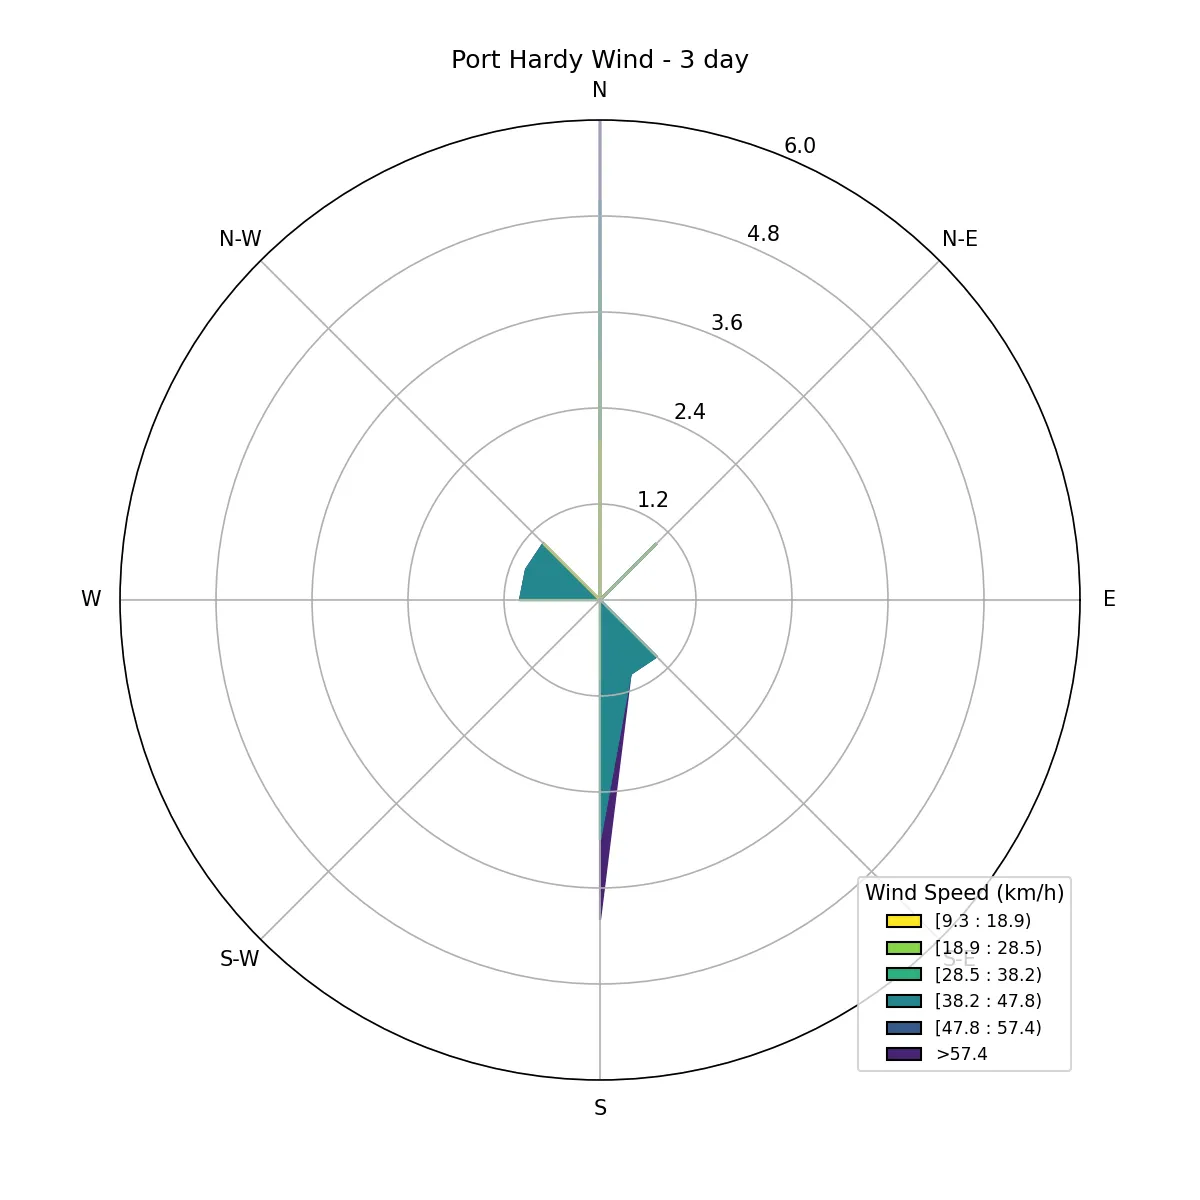 Port Hardy Wind - 3 day
N
6.0
N-W
4.8
N-E
3.6
2.4
1.2
W
E
Wind Speed (km/h)
[9.3 : 18.9)
[18.9 : 28.5)
S-W
S-E
[28.5 : 38.2)
[38.2 : 47.8)
[47.8 : 57.4)
>57.4
S